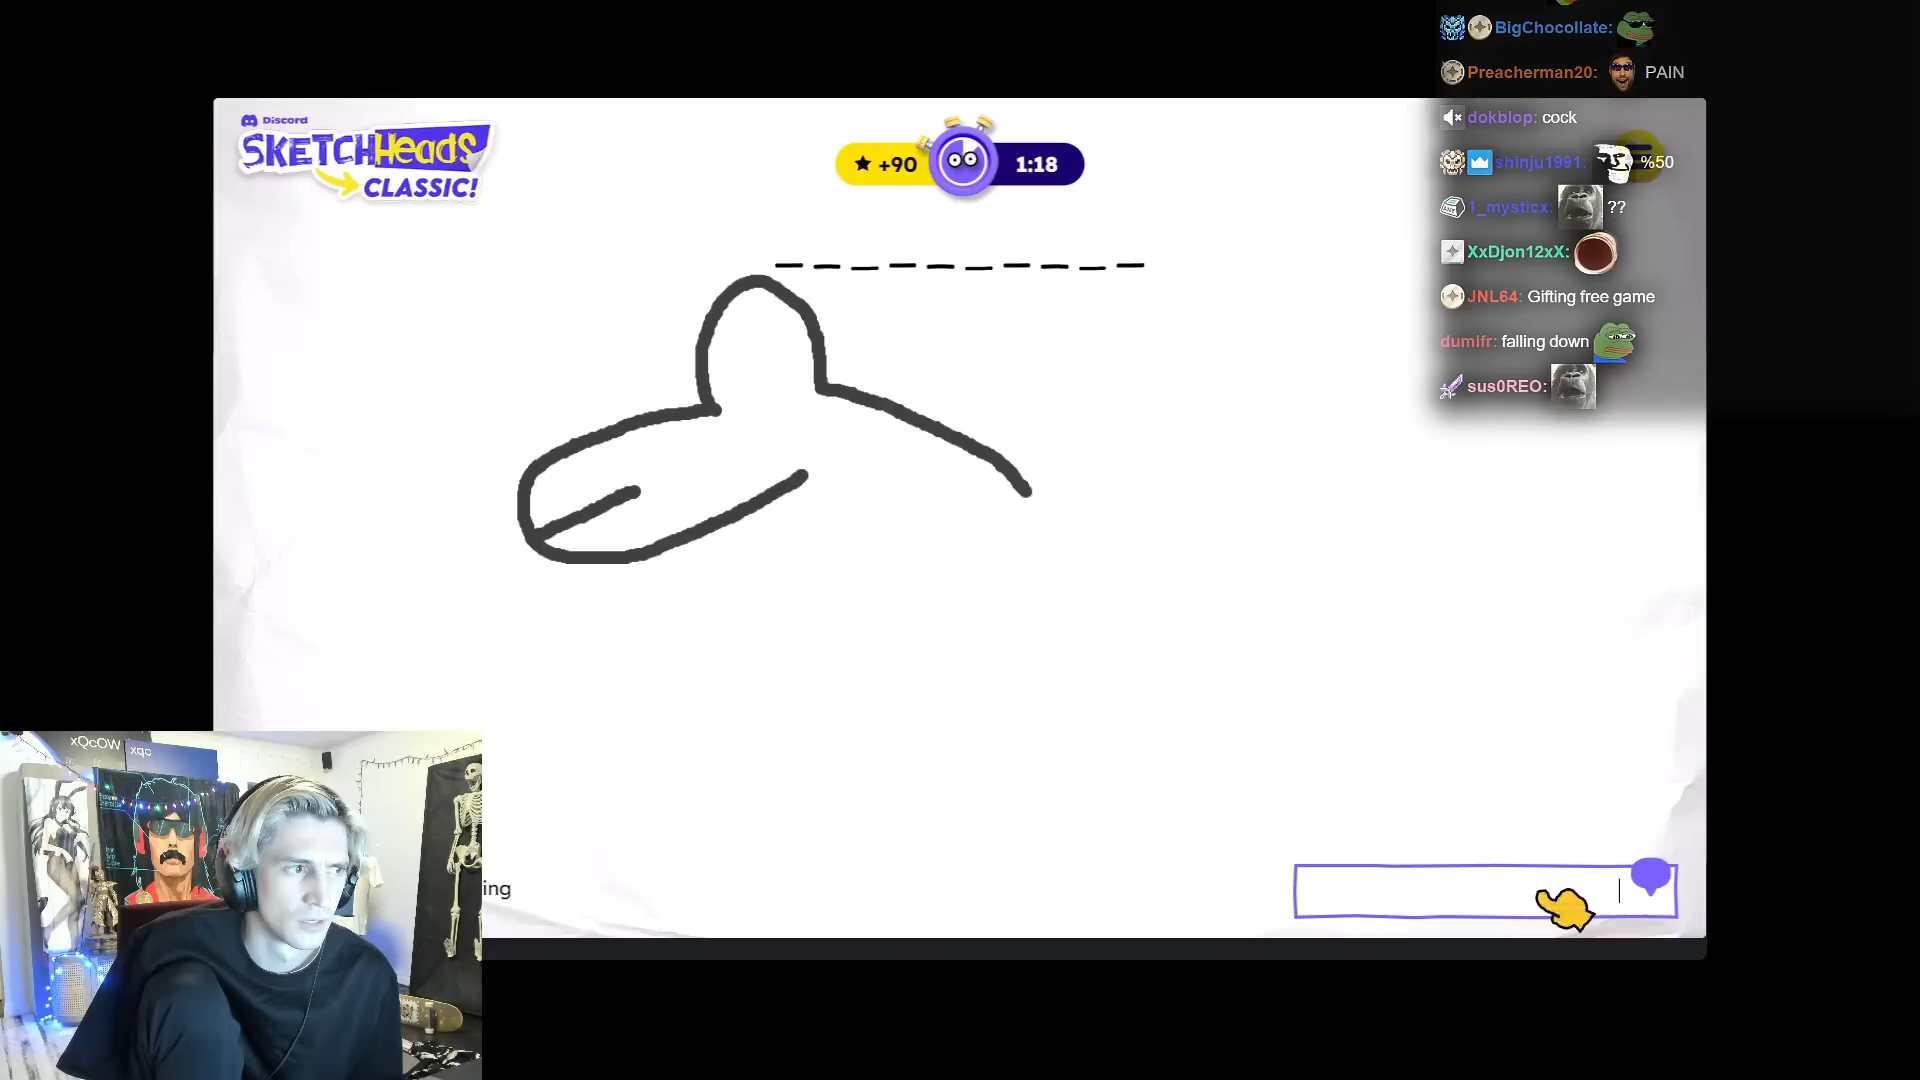 BigChocollate:
Preacherman20: PAIN
dokblop: cock
shinju1991: %50
1_mysticx: ??
XxDjon12xX:
JNL64: Gifting free game
dumifr: falling down
sus0REO:
Discord
SKETCHHeadS
CLASSIC!
+90
1:18
xQcOW
xqc
ing